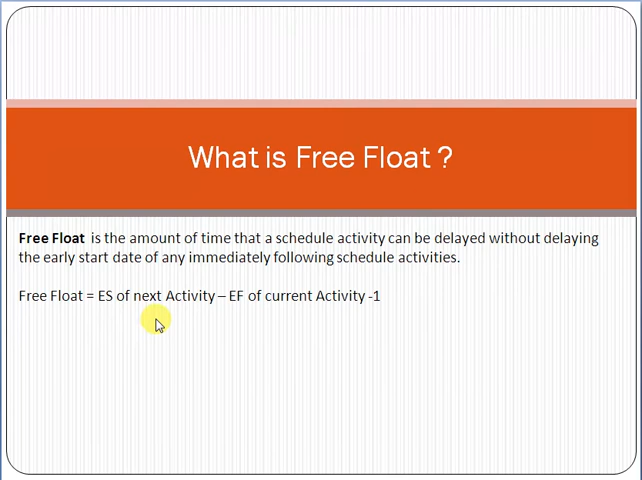 What is Free Float ?
Free Float is the amount of time that a schedule activity can be delayed without delaying
the early start date of any immediately following schedule activities.
Free Float = ES of next Activity – EF of current Activity -1